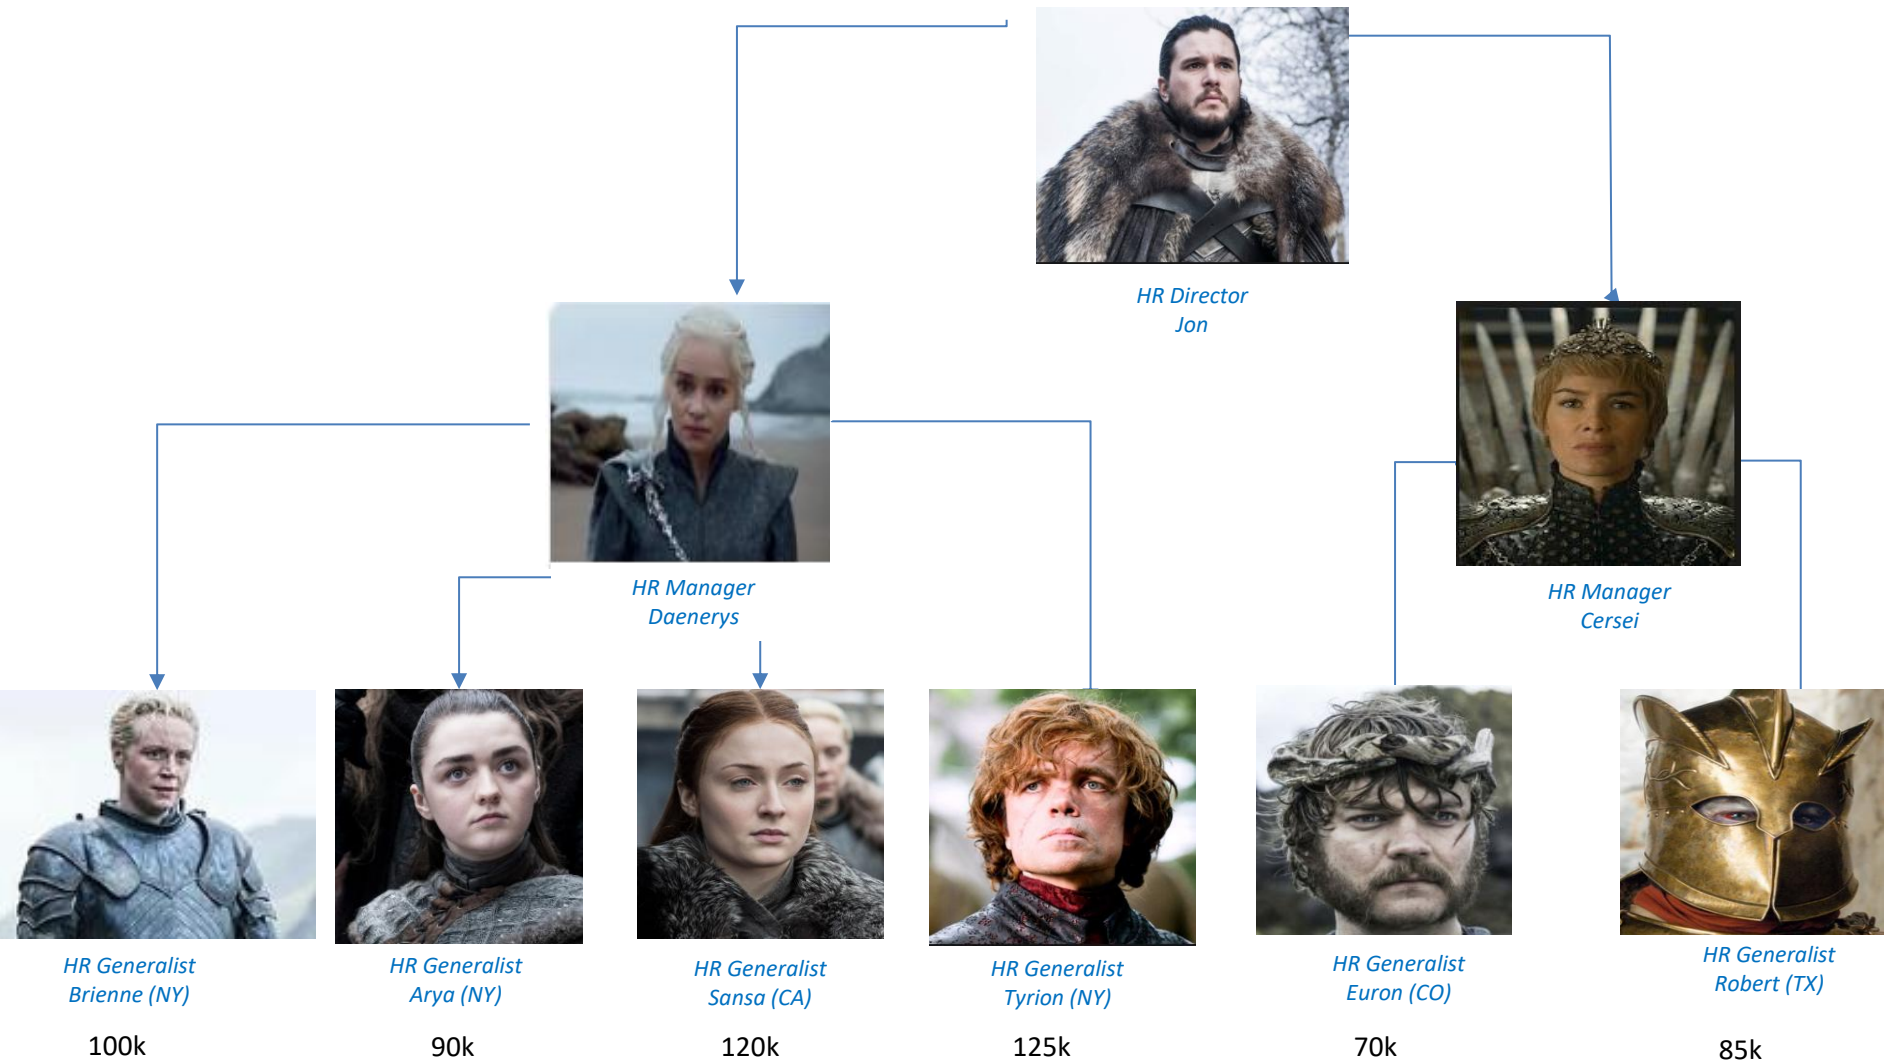 HR Director
Jon
HR Manager
Daenerys
HR Manager
Cersei
HR Generalist
Brienne (NY)
HR Generalist
Arya (NY)
HR Generalist
Sansa (CA)
HR Generalist
Tyrion (NY)
HR Generalist
Euron (CO)
HR Generalist
Robert (TX)
100k
90k
120k
125k
70k
85k